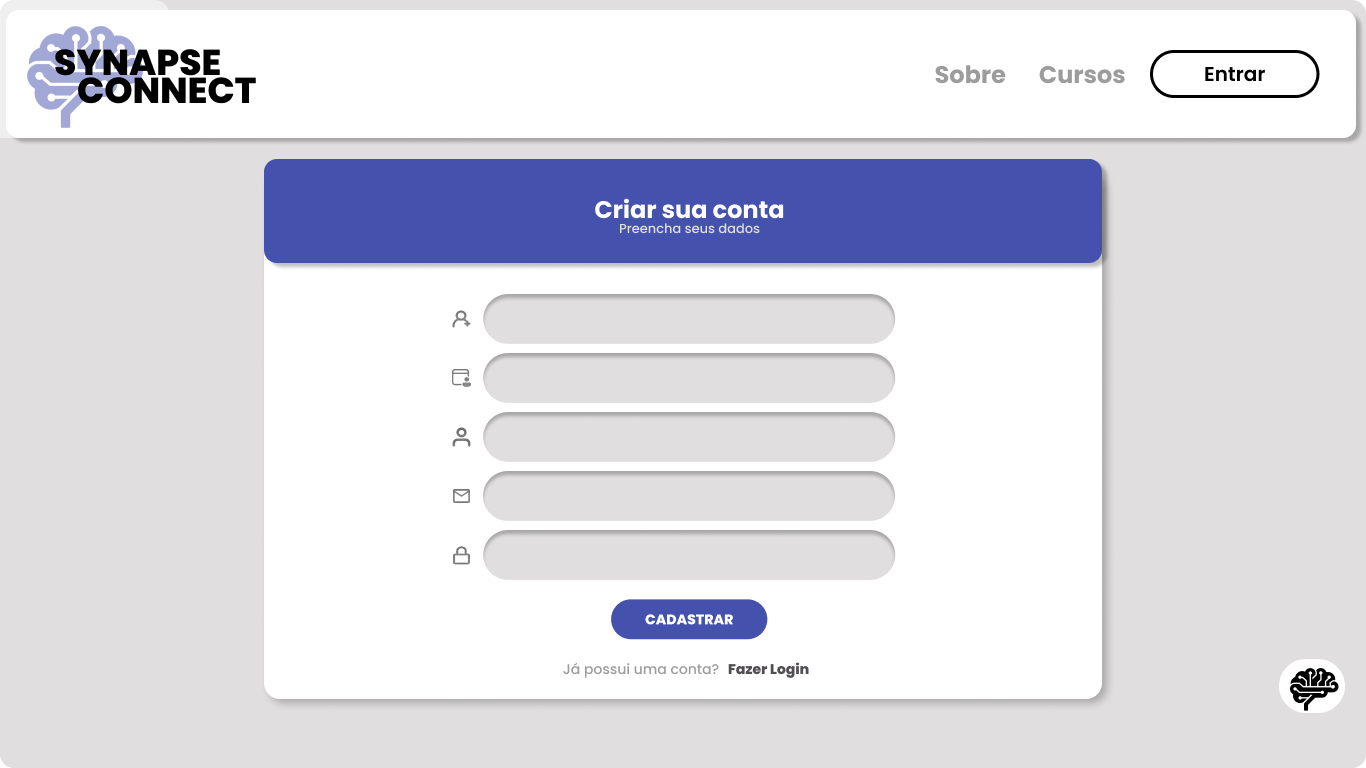 SYNAPSE
CONNECT
Sobre
Cursos
Entrar
Criar sua conta
Preencha seus dados
CADASTRAR
Já possui uma conta? Fazer Login